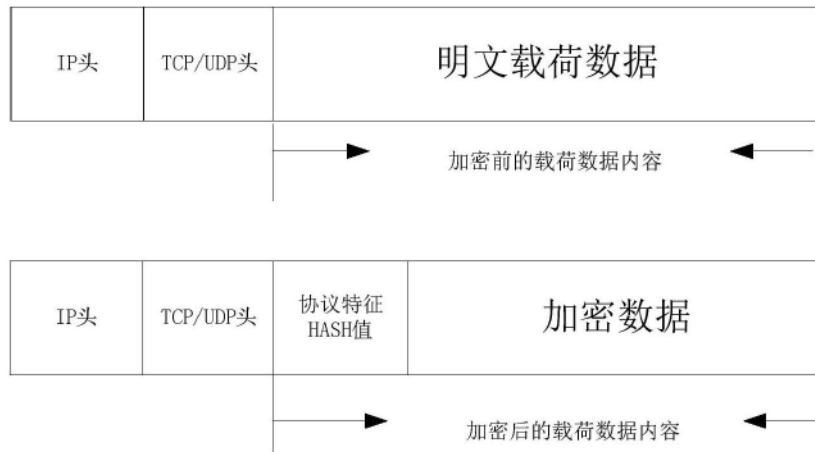 IP头 TCP/UDP头 明文载荷数据
加密前的载荷数据内容
IP头 TCP/UDP头 协议特征 加密数据
HASH值
加密后的载荷数据内容